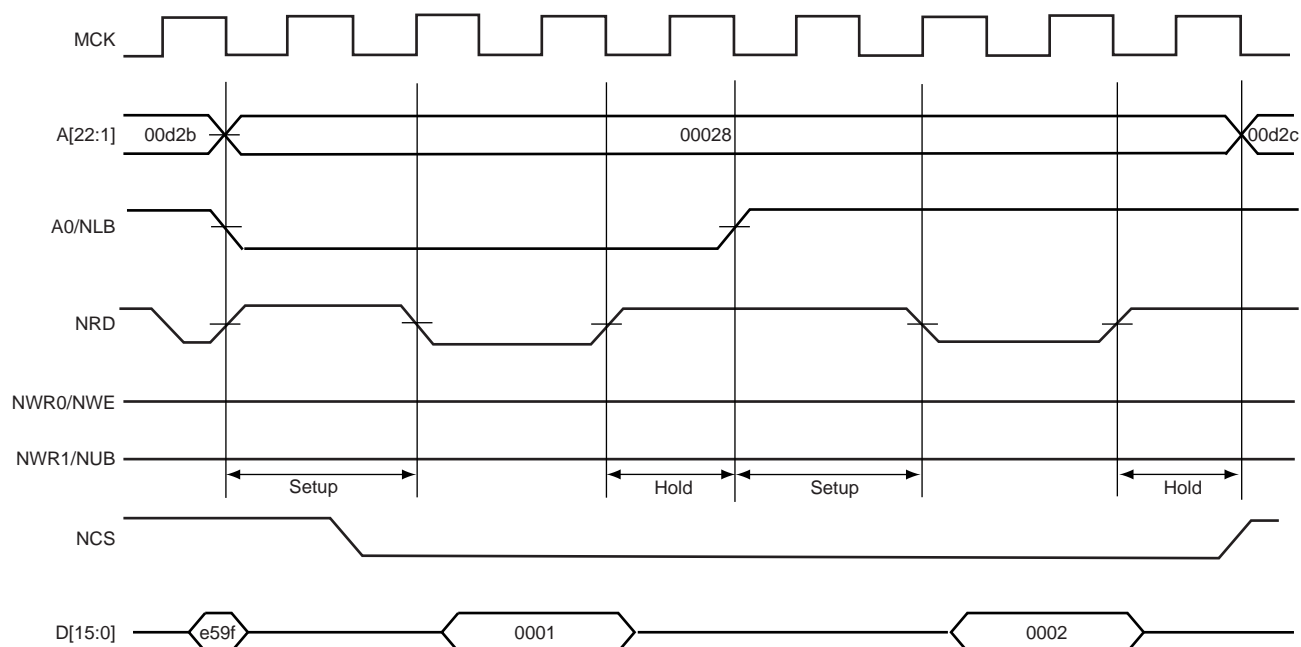 MCK
A[22:1] 00d2b 00028 00d2c
A0/NLB
NRD
NWR0/NWE
NWR1/NUB
Setup Hold Setup Hold
NCS
D[15:0] e59f 0001 0002